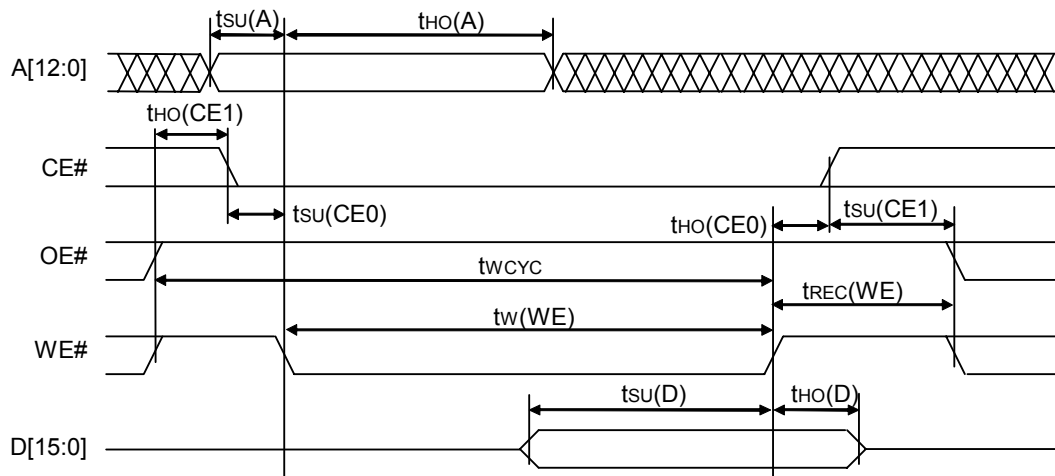 tSU(A) tHO(A)
A[12:0]
tHO(CE1)
CE#
tSU(CE0) tHO(CE0) tSU(CE1)
OE#
tWCYC
tREC(WE)
tW(WE)
WE#
tSU(D) tHO(D)
D[15:0]